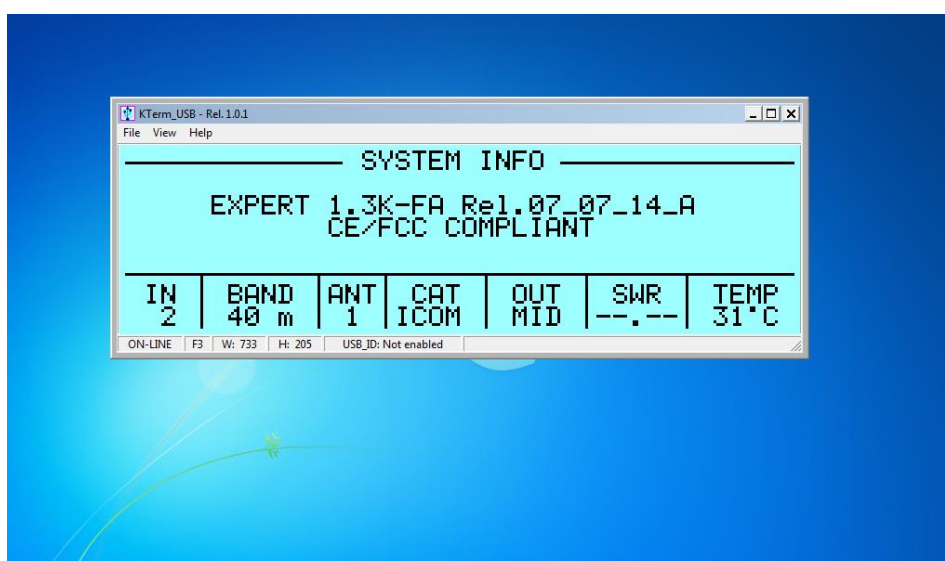 KTerm_USB - Rel. 1.0.1
File View Help
SYSTEM INFO
EXPERT 1.3K-FA Rel.07_07_14_A
CE/FCC COMPLIANT
IN BAND ANT CAT OUT SWR TEMP
2 40 m 1 ICOM MID --.-- 31°C
ON-LINE F3 W: 733 H: 205 USB_ID: Not enabled